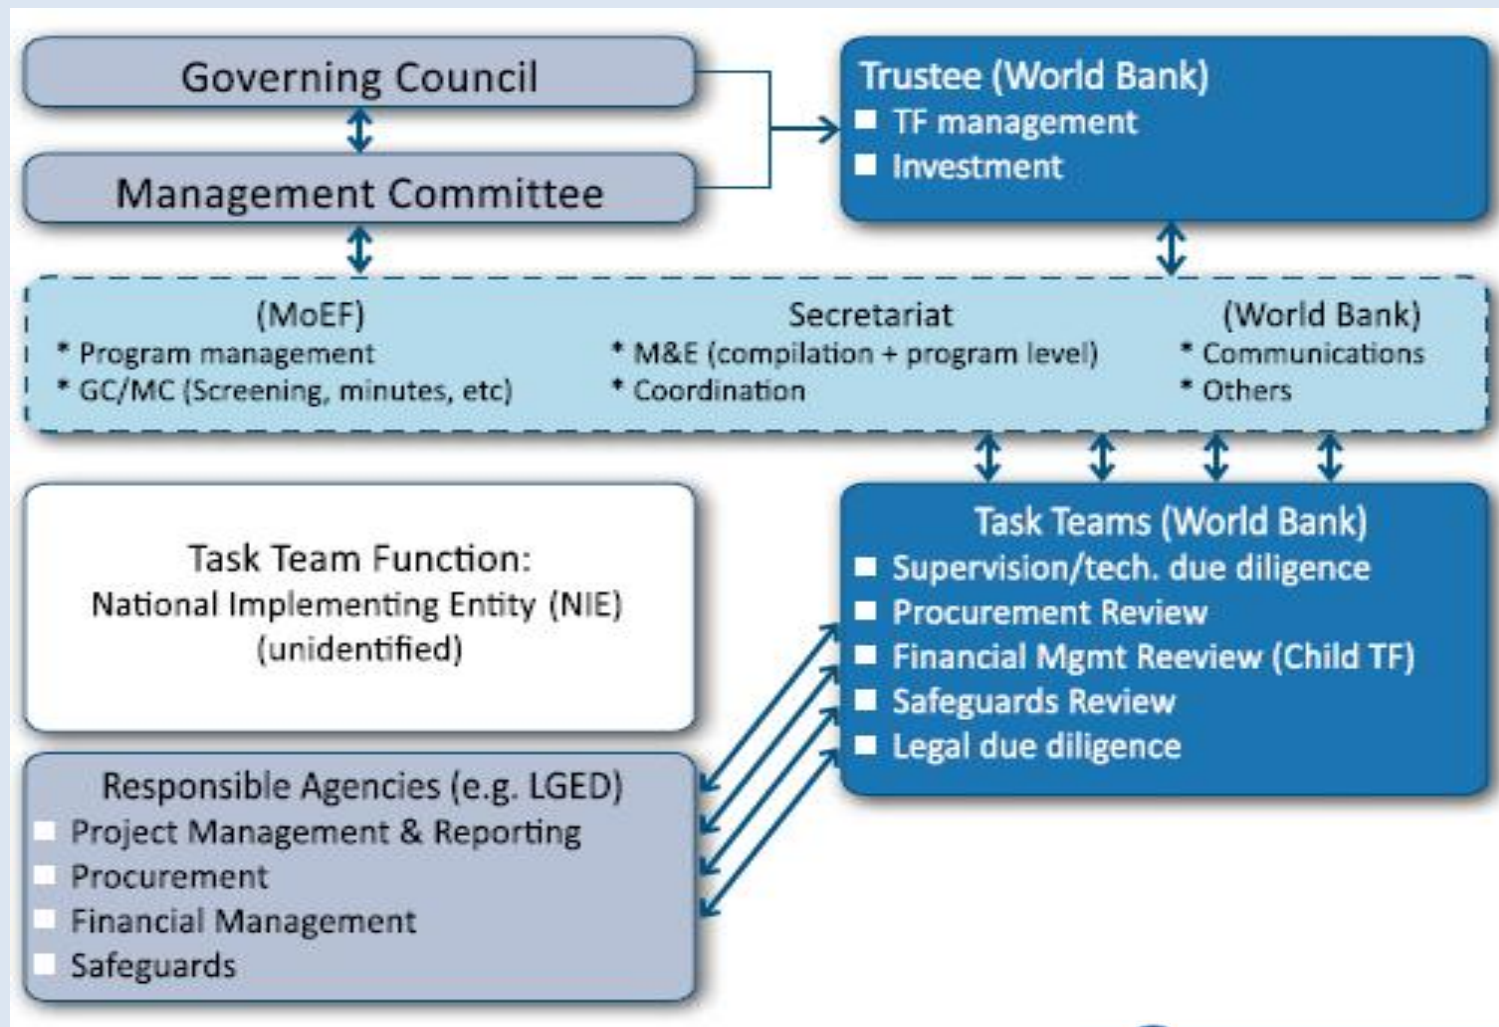 Governing Council
Management Committee
Trustee (World Bank)
TF management
Investment
(MoEF)
* Program management
* GC/MC (Screening, minutes, etc)
Secretariat
* M&E (compilation + program level)
* Coordination
(World Bank)
* Communications
* Others
Task Team Function:
National Implementing Entity (NIE)
(unidentified)
Task Teams (World Bank)
Supervision/tech. due diligence
Procurement Review
Financial Mgmt Reeview (Child TF)
Safeguards Review
Legal due diligence
Responsible Agencies (e.g. LGED)
Project Management & Reporting
Procurement
Financial Management
Safeguards